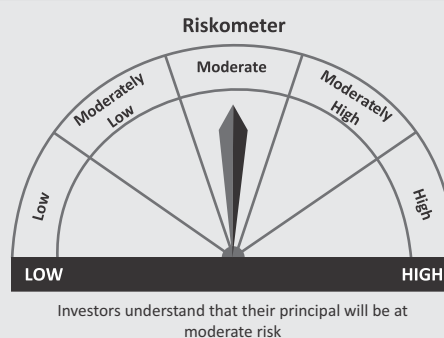 Riskometer
Moderate
Moderately
Low
Moderately
High
Low
High
LOW
HIGH
Investors understand that their principal will be at
moderate risk